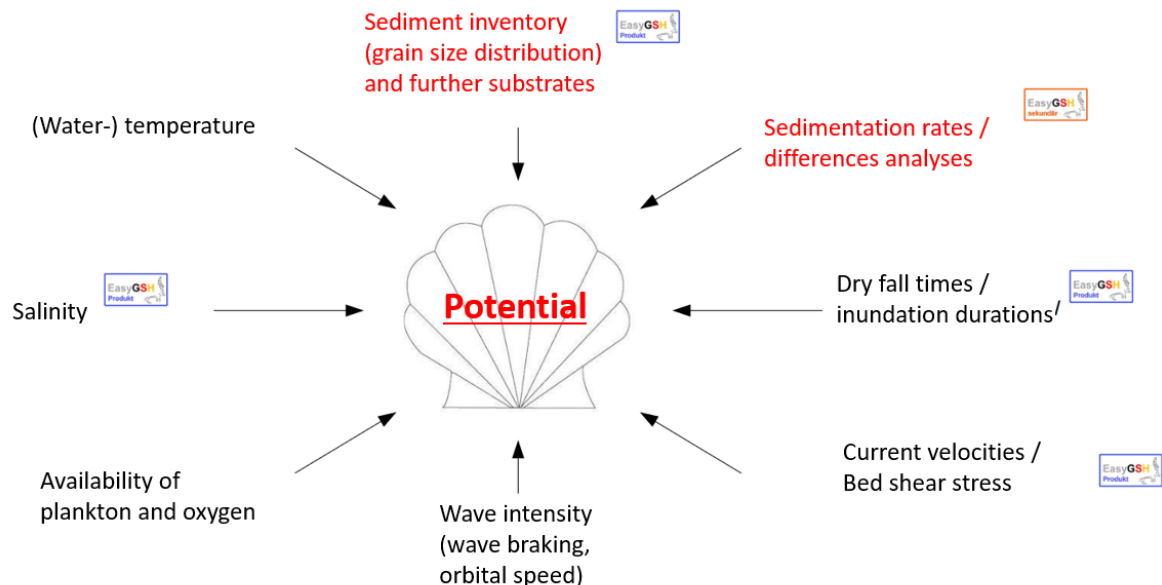 Sediment inventory
(grain size distribution)
and further substrates
EasyGSH
Produkt
(Water-) temperature
Sedimentation rates /
differences analyses
EasyGSH
sekundär
Salinity
EasyGSH
Produkt
Potential
Dry fall times /
inundation durations/
EasyGSH
Produkt
Availability of
plankton and oxygen
Wave intensity
(wave braking,
orbital speed)
Current velocities /
Bed shear stress
EasyGSH
Produkt